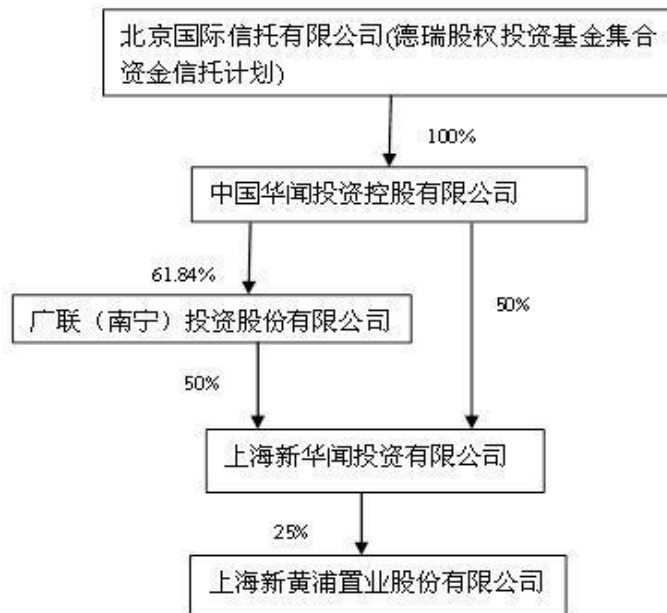 北京国际信托有限公司(德瑞股权投资基金集合
资金信托计划)
100%
中国华闻投资控股有限公司
61.84%
50%
广联（南宁）投资股份有限公司
50%
上海新华闻投资有限公司
25%
上海新黄浦置业股份有限公司